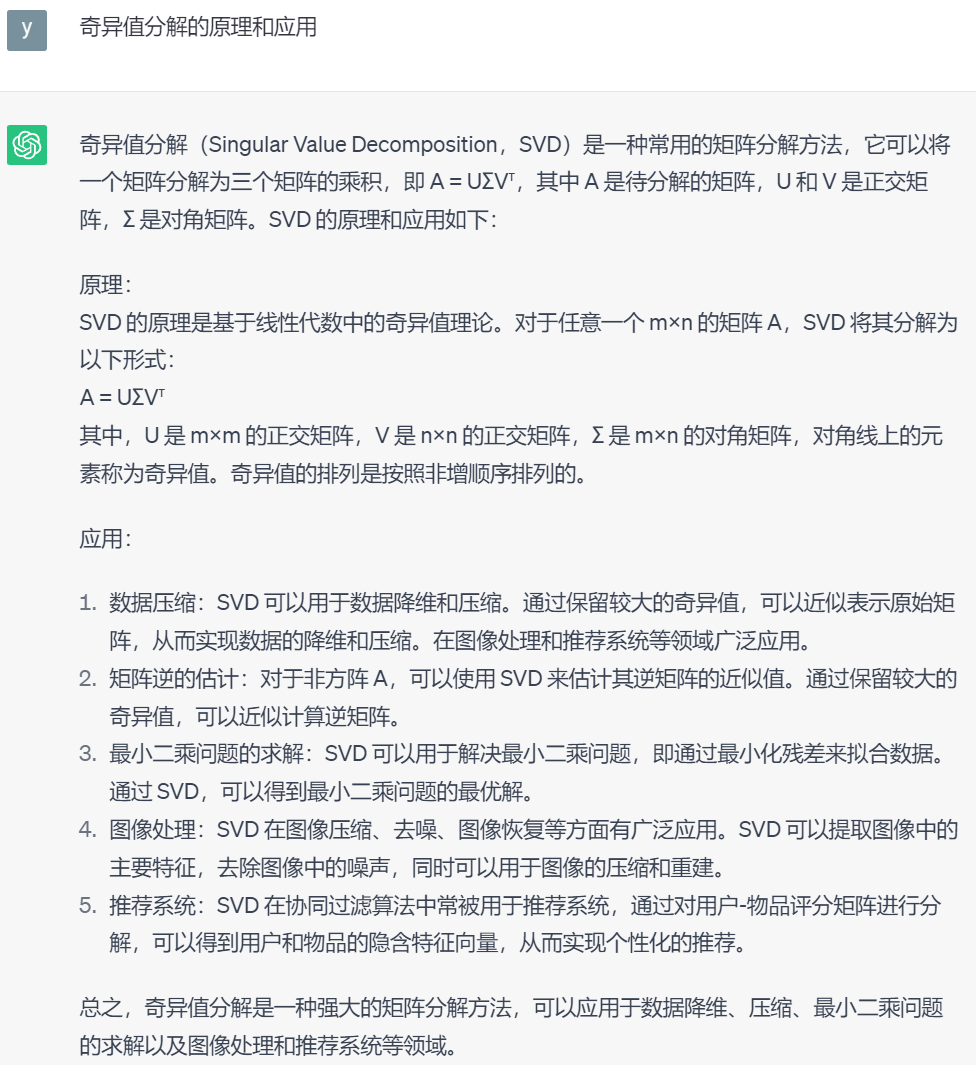 y
奇异值分解的原理和应用
奇异值分解（Singular Value Decomposition，SVD）是一种常用的矩阵分解方法，它可以将
一个矩阵分解为三个矩阵的乘积，即 A = UΣVᵀ，其中 A 是待分解的矩阵，U 和 V 是正交矩
阵，Σ 是对角矩阵。SVD 的原理和应用如下：
原理：
SVD 的原理是基于线性代数中的奇异值理论。对于任意一个 m×n 的矩阵 A，SVD 将其分解为
以下形式：
A = UΣVᵀ
其中，U 是 m×m 的正交矩阵，V 是 n×n 的正交矩阵，Σ 是 m×n 的对角矩阵，对角线上的元
素称为奇异值。奇异值的排列是按照非增顺序排列的。
应用：
1. 数据压缩：SVD 可以用于数据降维和压缩。通过保留较大的奇异值，可以近似表示原始矩
阵，从而实现数据的降维和压缩。在图像处理和推荐系统等领域广泛应用。
2. 矩阵逆的估计：对于非方阵 A，可以使用 SVD 来估计其逆矩阵的近似值。通过保留较大的
奇异值，可以近似计算逆矩阵。
3. 最小二乘问题的求解：SVD 可以用于解决最小二乘问题，即通过最小化残差来拟合数据。
通过 SVD，可以得到最小二乘问题的最优解。
4. 图像处理：SVD 在图像压缩、去噪、图像恢复等方面有广泛应用。SVD 可以提取图像中的
主要特征，去除图像中的噪声，同时可以用于图像的压缩和重建。
5. 推荐系统：SVD 在协同过滤算法中常被用于推荐系统，通过对用户-物品评分矩阵进行分
解，可以得到用户和物品的隐含特征向量，从而实现个性化的推荐。
总之，奇异值分解是一种强大的矩阵分解方法，可以应用于数据降维、压缩、最小二乘问题
的求解以及图像处理和推荐系统等领域。